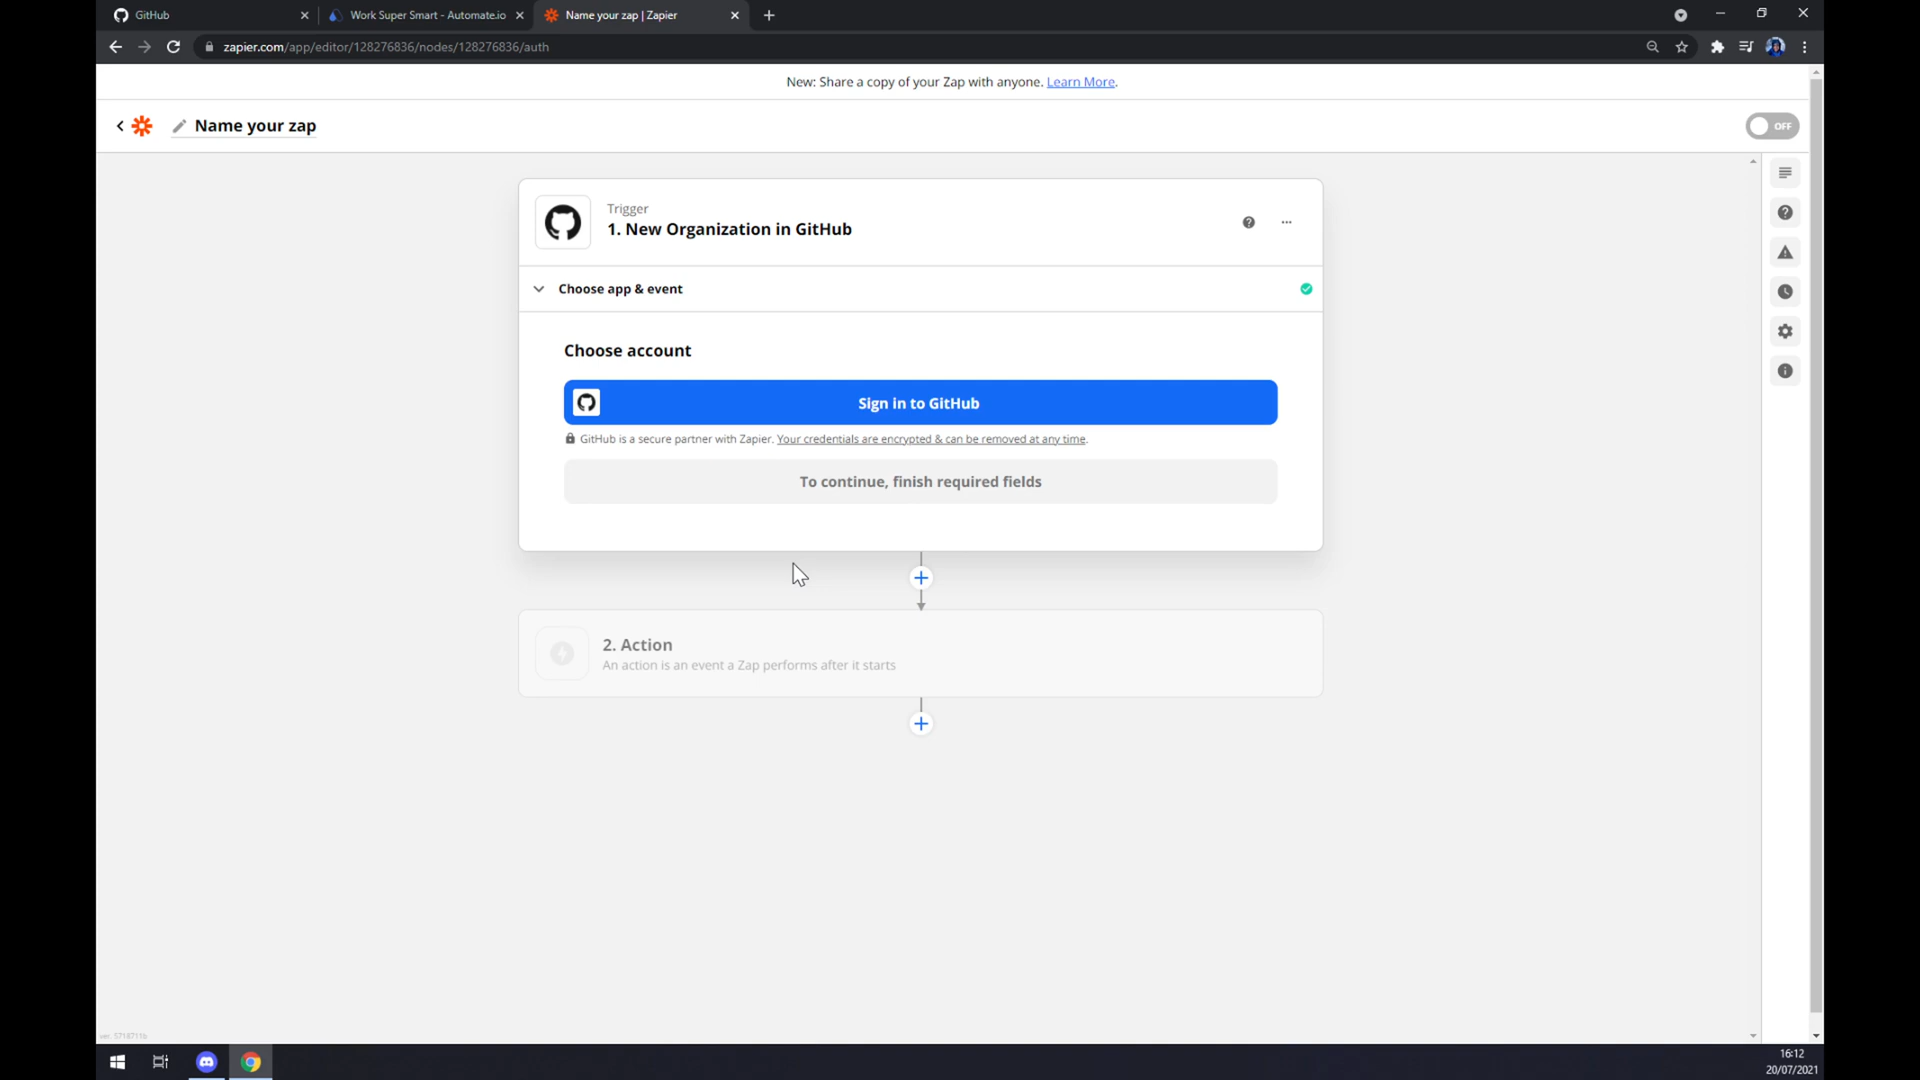 GitHub
Work Super Smart - Automate.io
Name your zap | Zapier
zapier.com/app/editor/128276836/nodes/128276836/auth
New: Share a copy of your Zap with anyone. Learn More.
Name your zap
OFF
Trigger
1. New Organization in GitHub
Choose app & event
Choose account
Sign in to GitHub
GitHub is a secure partner with Zapier. Your credentials are encrypted & can be removed at any time.
To continue, finish required fields
2. Action
An action is an event a Zap performs after it starts
ver. 5718711b
16:12
20/07/2021